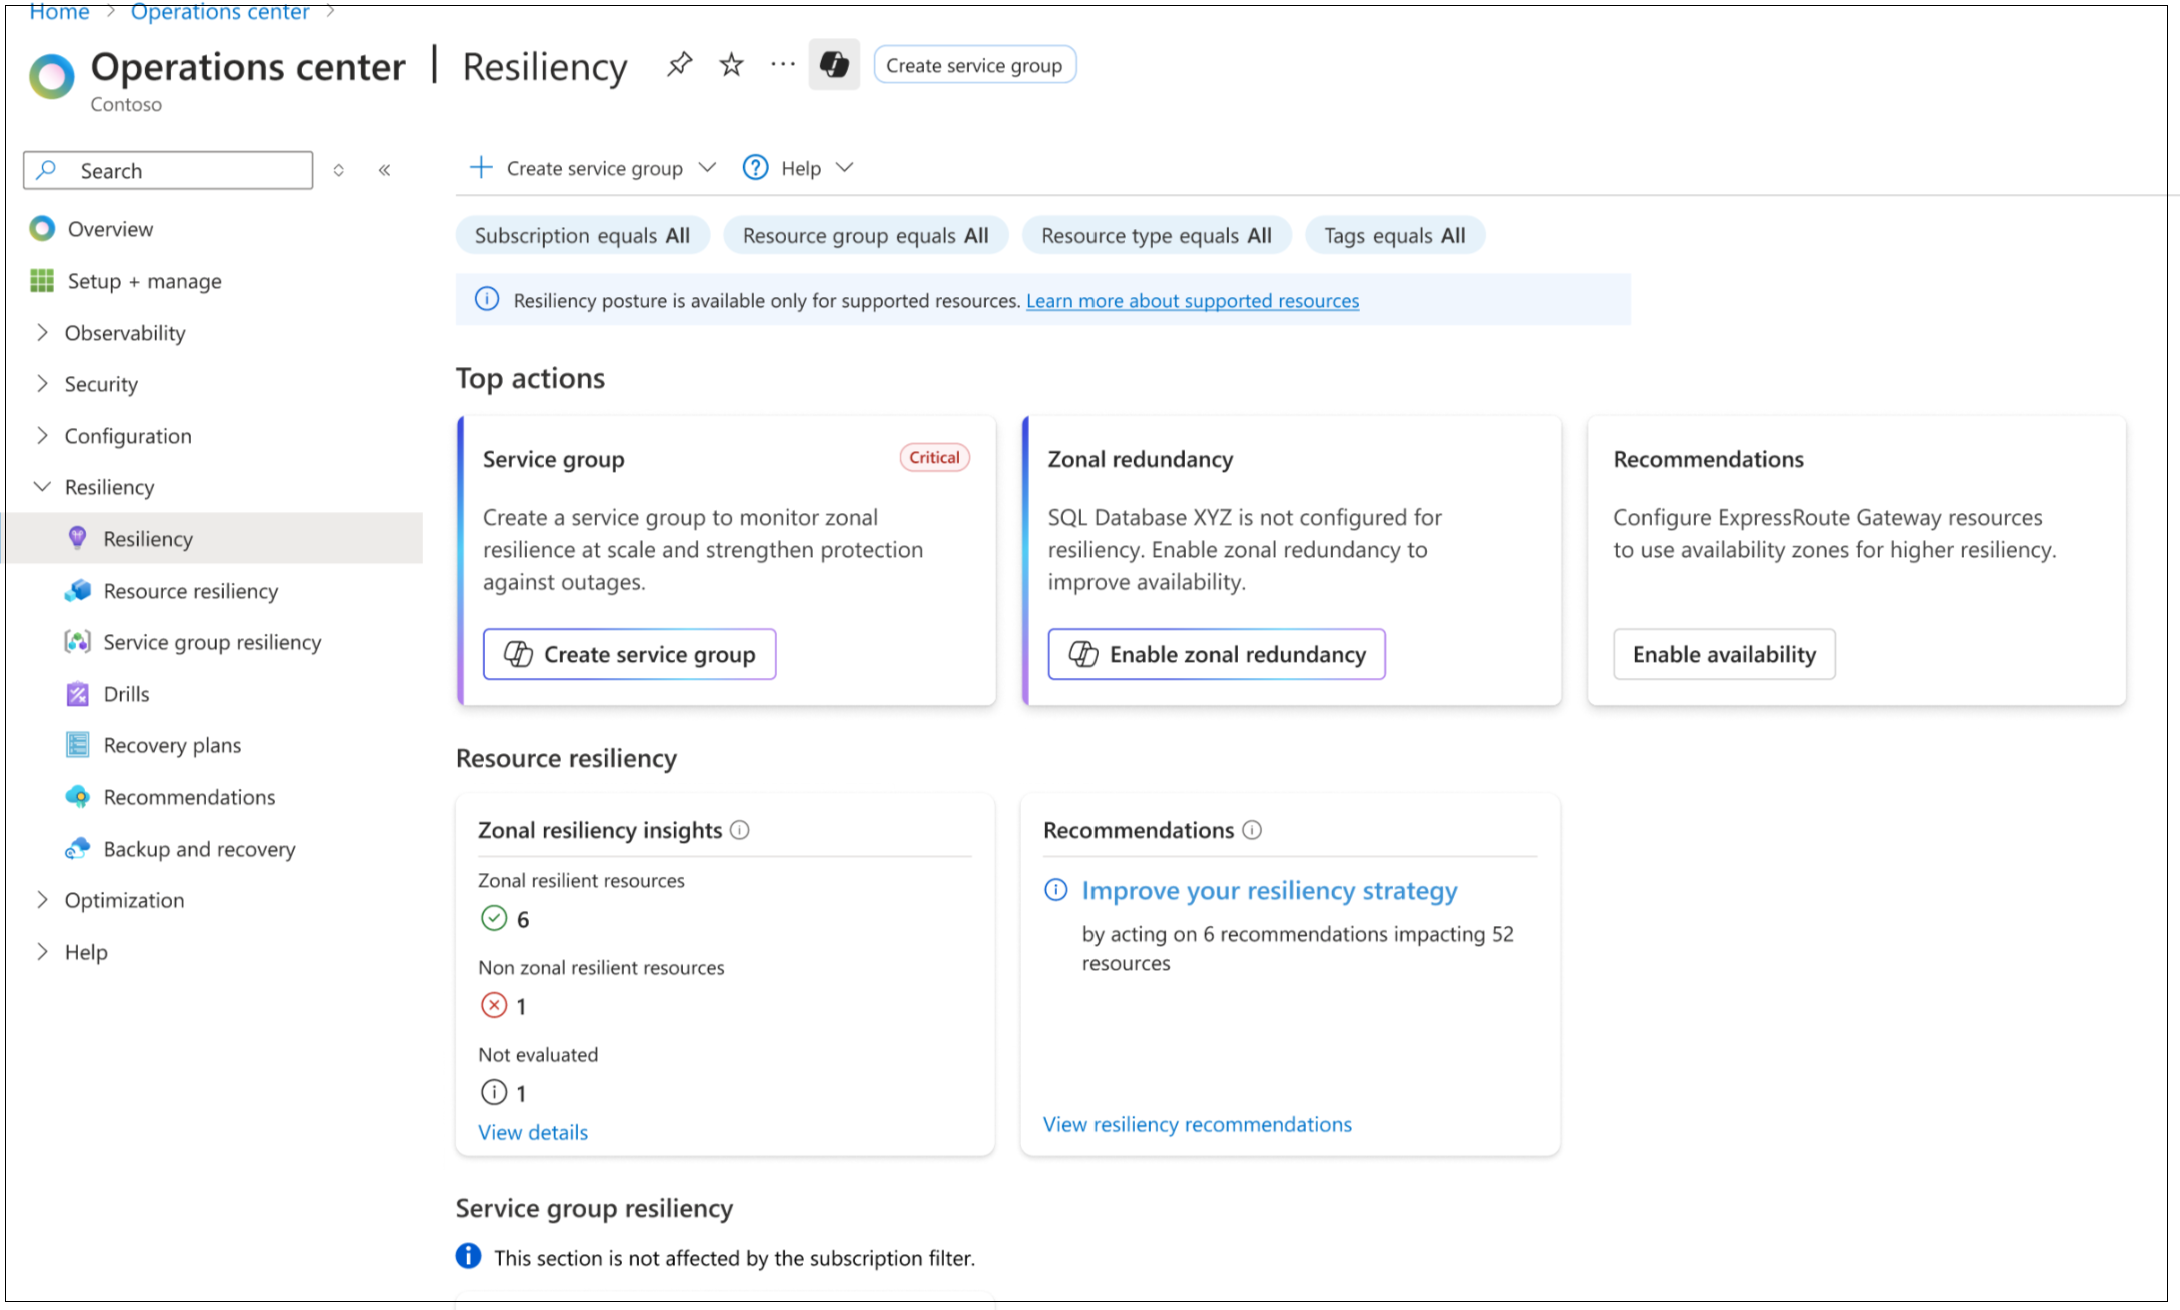 Home > Operations center >
Operations center | Resiliency
Create service group
Contoso
Search
Overview
Setup + manage
Observability
Security
Configuration
Resiliency
Resiliency
Resource resiliency
Service group resiliency
Drills
Recovery plans
Recommendations
Backup and recovery
Optimization
Help
Create service group
Help
Subscription equals All
Resource group equals All
Resource type equals All
Tags equals All
Resiliency posture is available only for supported resources. Learn more about supported resources
Top actions
Service group
Critical
Create a service group to monitor zonal
resilience at scale and strengthen protection
against outages.
Create service group
Zonal redundancy
SQL Database XYZ is not configured for
resiliency. Enable zonal redundancy to
improve availability.
Enable zonal redundancy
Recommendations
Configure ExpressRoute Gateway resources
to use availability zones for higher resiliency.
Enable availability
Resource resiliency
Zonal resiliency insights
Zonal resilient resources
6
Non zonal resilient resources
1
Not evaluated
1
View details
Recommendations
Improve your resiliency strategy
by acting on 6 recommendations impacting 52
resources
View resiliency recommendations
Service group resiliency
This section is not affected by the subscription filter.